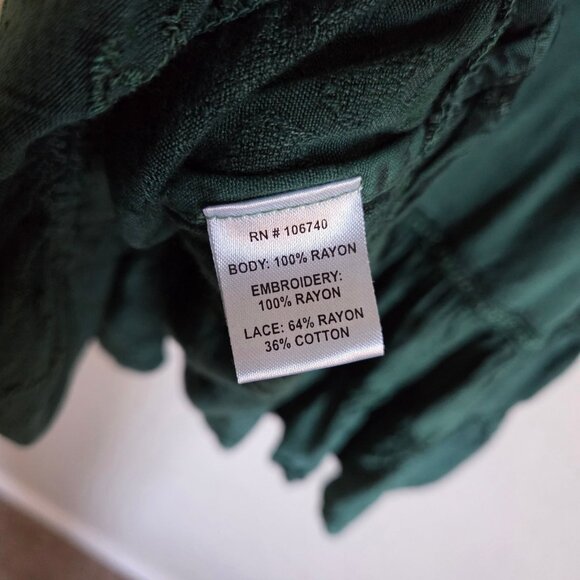 RN # 106740
BODY: 100% RAYON
EMBROIDERY:
100% RAYON
LACE: 64% RAYON
36% COTTON